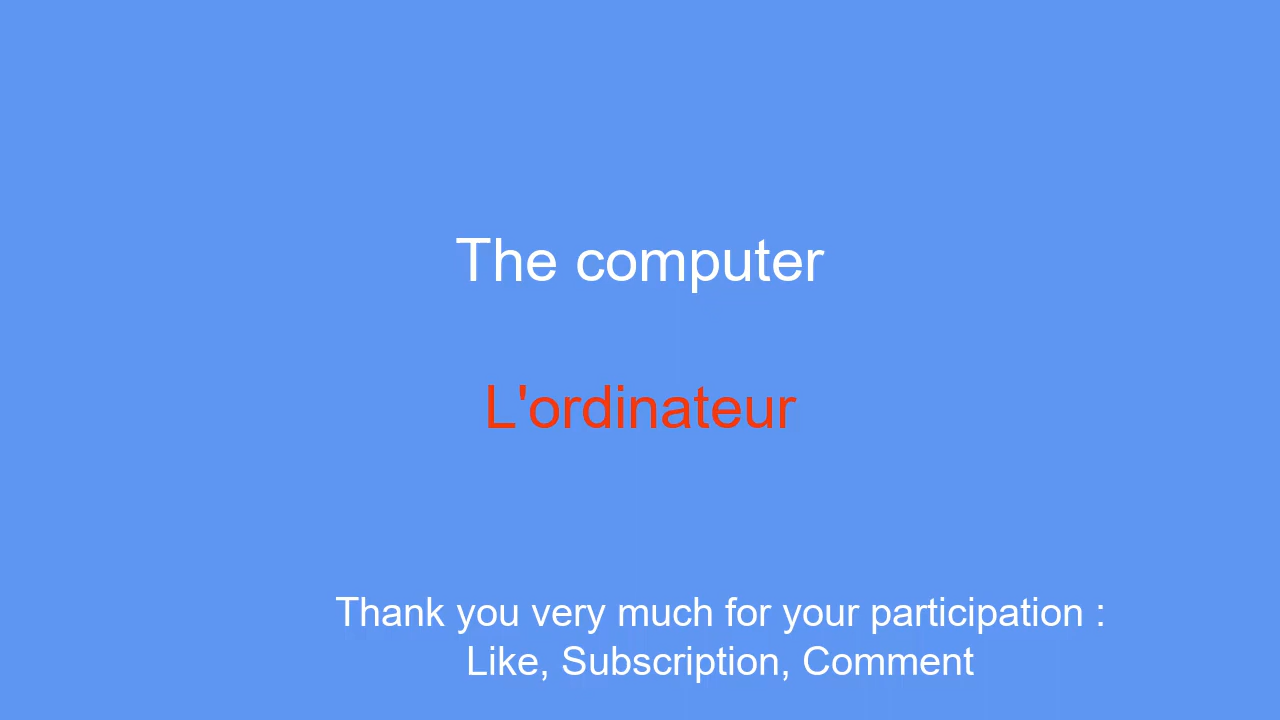 The computer
L'ordinateur
Thank you very much for your participation :
Like, Subscription, Comment